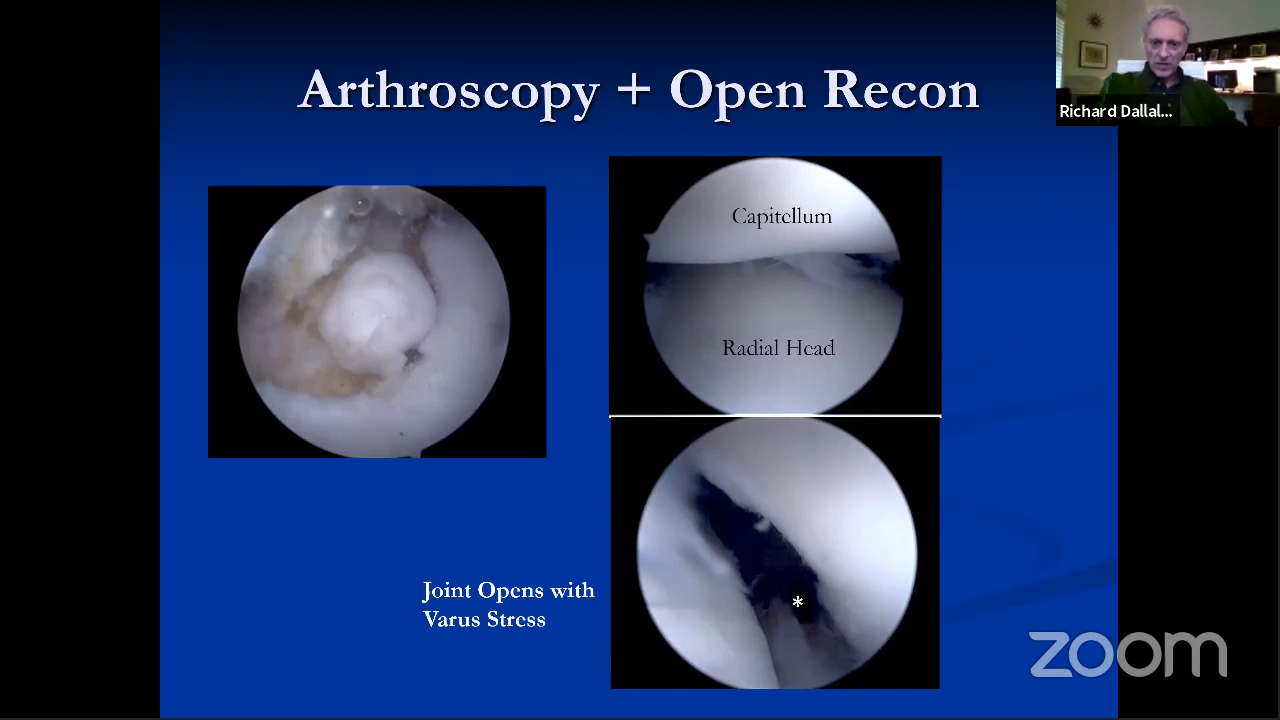 Arthroscopy + Open Recon
Richard Dallal...
Capitellum
Radial Head
Joint Opens with
Varus Stress
*
zoom